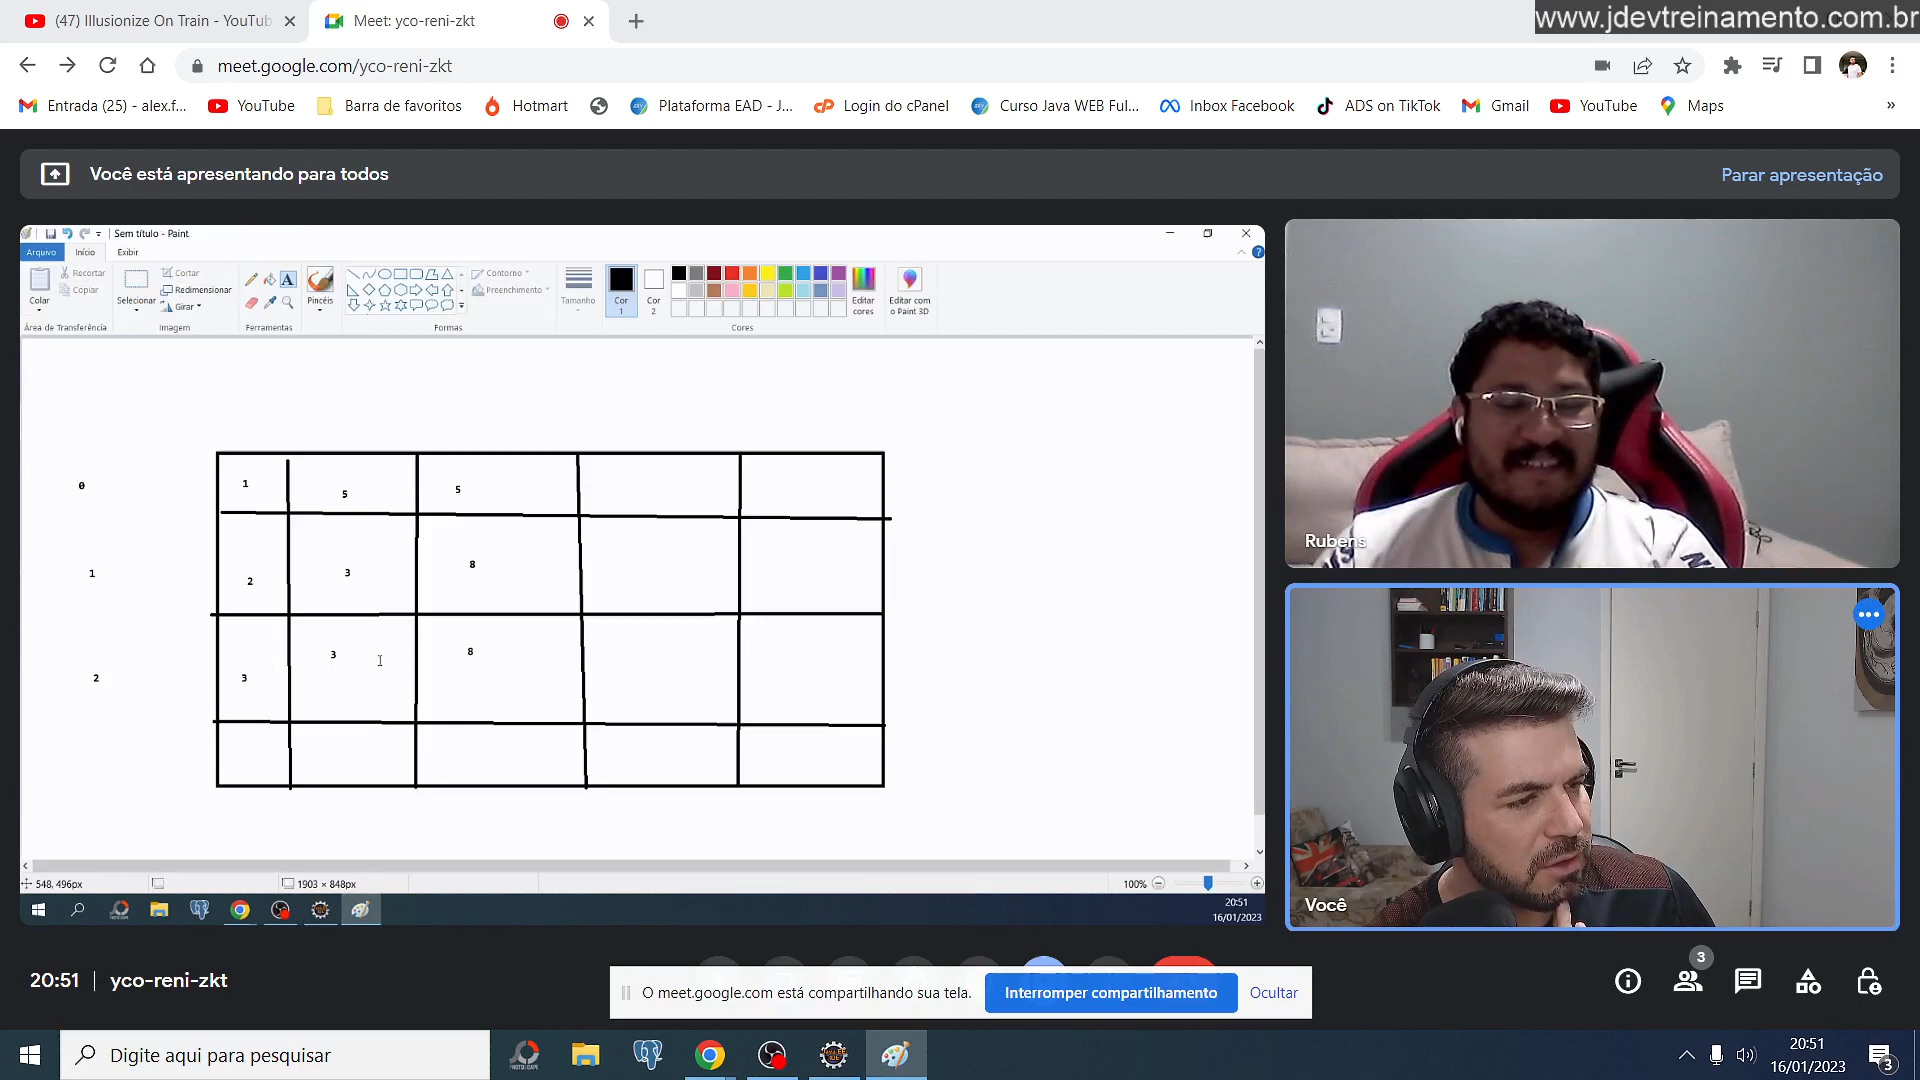 (47) Illusionize On Train - YouTub
Meet: yco-reni-zkt
www.jdevtreinamento.com.br
meet.google.com/yco-reni-zkt
Entrada (25) - alex.f...
YouTube
Barra de favoritos
Hotmart
Plataforma EAD - J...
Login do cPanel
Curso Java WEB Ful...
Inbox Facebook
ADS on TikTok
Gmail
YouTube
Maps
»
Você está apresentando para todos
Parar apresentação
Sem título - Paint
Arquivo
Início
Exibir
Colar
Recortar
Copiar
Área de Transferência
Selecionar
Cortar
Redimensionar
Girar
Imagem
A
Ferramentas
Pincéis
Contorno
Preenchimento
Formas
Tamanho
Cor
1
Cor
2
Editar
cores
Editar com
o Paint 3D
Cores
0 1 5 5
1 2 3 8
2 3 3 8
548, 496px
1903 × 848px
100%
20:51
16/01/2023
Rubens
Você
20:51
yco-reni-zkt
O meet.google.com está compartilhando sua tela.
Interromper compartilhamento
Ocultar
3
Digite aqui para pesquisar
20:51
16/01/2023
3